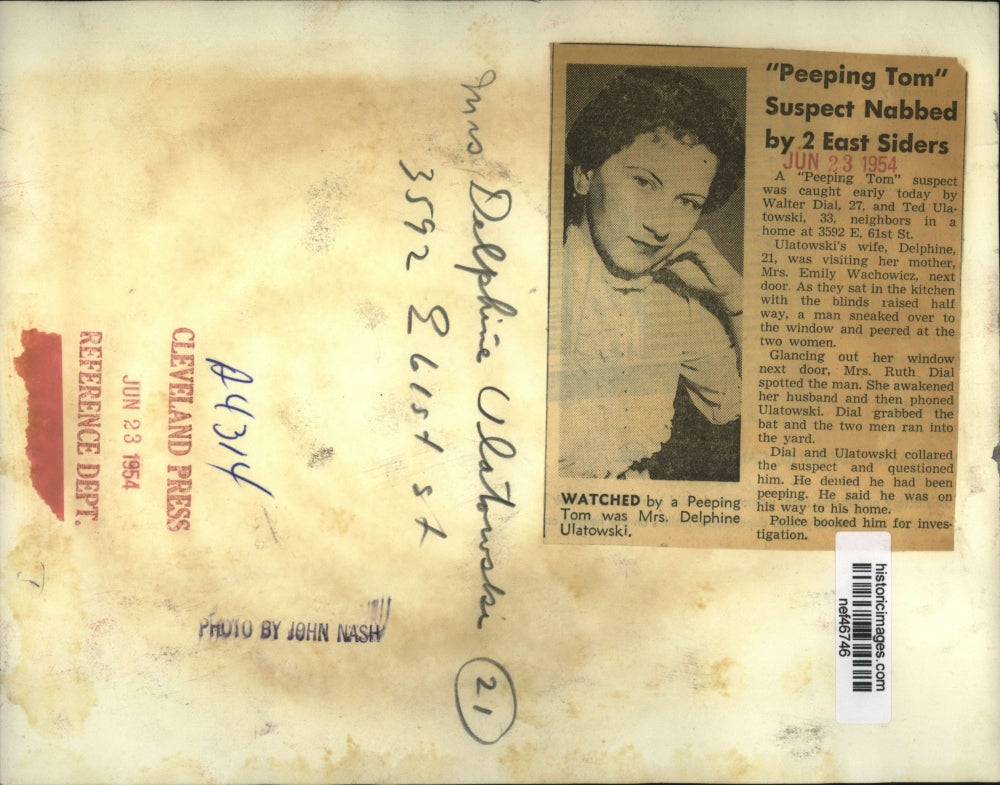 "Peeping Tom"
Suspect Nabbed
by 2 East Siders
JUN 23 1954
A "Peeping Tom" suspect
was caught early today by
Walter Dial, 27, and Ted Ula-
towski, 33, neighbors in a
home at 3592 E. 61st St.
Ulatowski's wife, Delphine,
21, was visiting her mother,
Mrs. Emily Wachowicz, next
door. As they sat in the kitchen
with the blinds raised half
way, a man sneaked over to
the window and peered at the
two women.
Glancing out her window
next door, Mrs. Ruth Dial
spotted the man. She awakened
her husband and then phoned
Ulatowski. Dial grabbed the
bat and the two men ran into
the yard.
Dial and Ulatowski collared
the suspect and questioned
him. He denied he had been
peeping. He said he was on
his way to his home.
Police booked him for inves-
tigation.
WATCHED by a Peeping
Tom was Mrs. Delphine
Ulatowski.
Mrs Delphine Ulatowski 21
3592 E 61st st
A4314
CLEVELAND PRESS
JUN 23 1954
REFERENCE DEPT.
PHOTO BY JOHN NASH
historicimages.com
nef46746